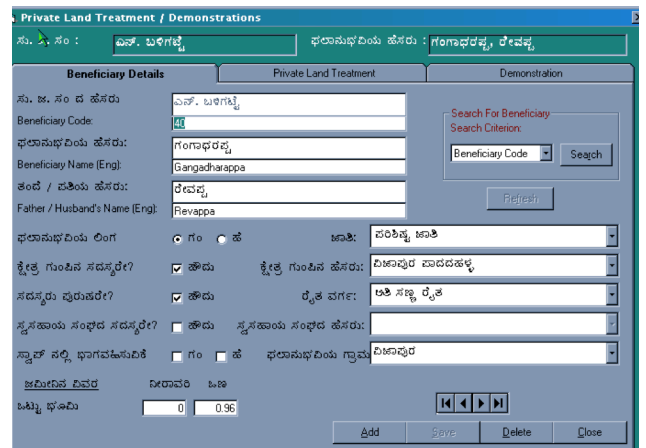 Private Land Treatment / Demonstrations
ಸು. ಜ. ಸಂ : ಎನ್. ಬಳಿಗಟ್ಟೆ ಫಲಾನುಭವಿಯ ಹೆಸರು : ಗಂಗಾಧರಪ್ಪ, ರೇವಪ್ಪ
Beneficiary Details Private Land Treatment Demonstration
ಸು. ಜ. ಸಂ ದ ಹೆಸರು ಎನ್. ಬಳಿಗಟ್ಟೆ
Search For Beneficiary
Beneficiary Code: 40 Search Criterion:
ಫಲಾನುಭವಿಯ ಹೆಸರು: ಗಂಗಾಧರಪ್ಪ Beneficiary Code Search
Beneficiary Name (Eng): Gangadharappa
ತಂದೆ / ಪತಿಯ ಹೆಸರು: ರೇವಪ್ಪ Refresh
Father / Husband's Name (Eng): Revappa
ಫಲಾನುಭವಿಯ ಲಿಂಗ ಗಂ ಹೆ ಜಾತಿ: ಪರಿಶಿಷ್ಟ ಜಾತಿ
ಕ್ಷೇತ್ರ ಗುಂಪಿನ ಸದಸ್ಯರೇ? ಹೌದು ಕ್ಷೇತ್ರ ಗುಂಪಿನ ಹೆಸರು: ವಿಜಾಪುರ ಪಾದದಹಳ್ಳ
ಸದಸ್ಯರು ಪುರುಷರೇ? ಹೌದು ರೈತ ವರ್ಗ: ಅತಿ ಸಣ್ಣ ರೈತ
ಸ್ವಸಹಾಯ ಸಂಘದ ಸದಸ್ಯರೇ? ಹೌದು ಸ್ವಸಹಾಯ ಸಂಘದ ಹೆಸರು:
ಸ್ವಾಪ್ ನಲ್ಲಿ ಭಾಗವಹಿಸುವಿಕೆ ಗಂ ಹೆ ಫಲಾನುಭವಿಯ ಗ್ರಾಮ ವಿಜಾಪುರ
ಜಮೀನಿನ ವಿವರ ನೀರಾವರಿ ಒಣ
ಒಟ್ಟು ಭೂಮಿ 0 0.96
Add Save Delete Close